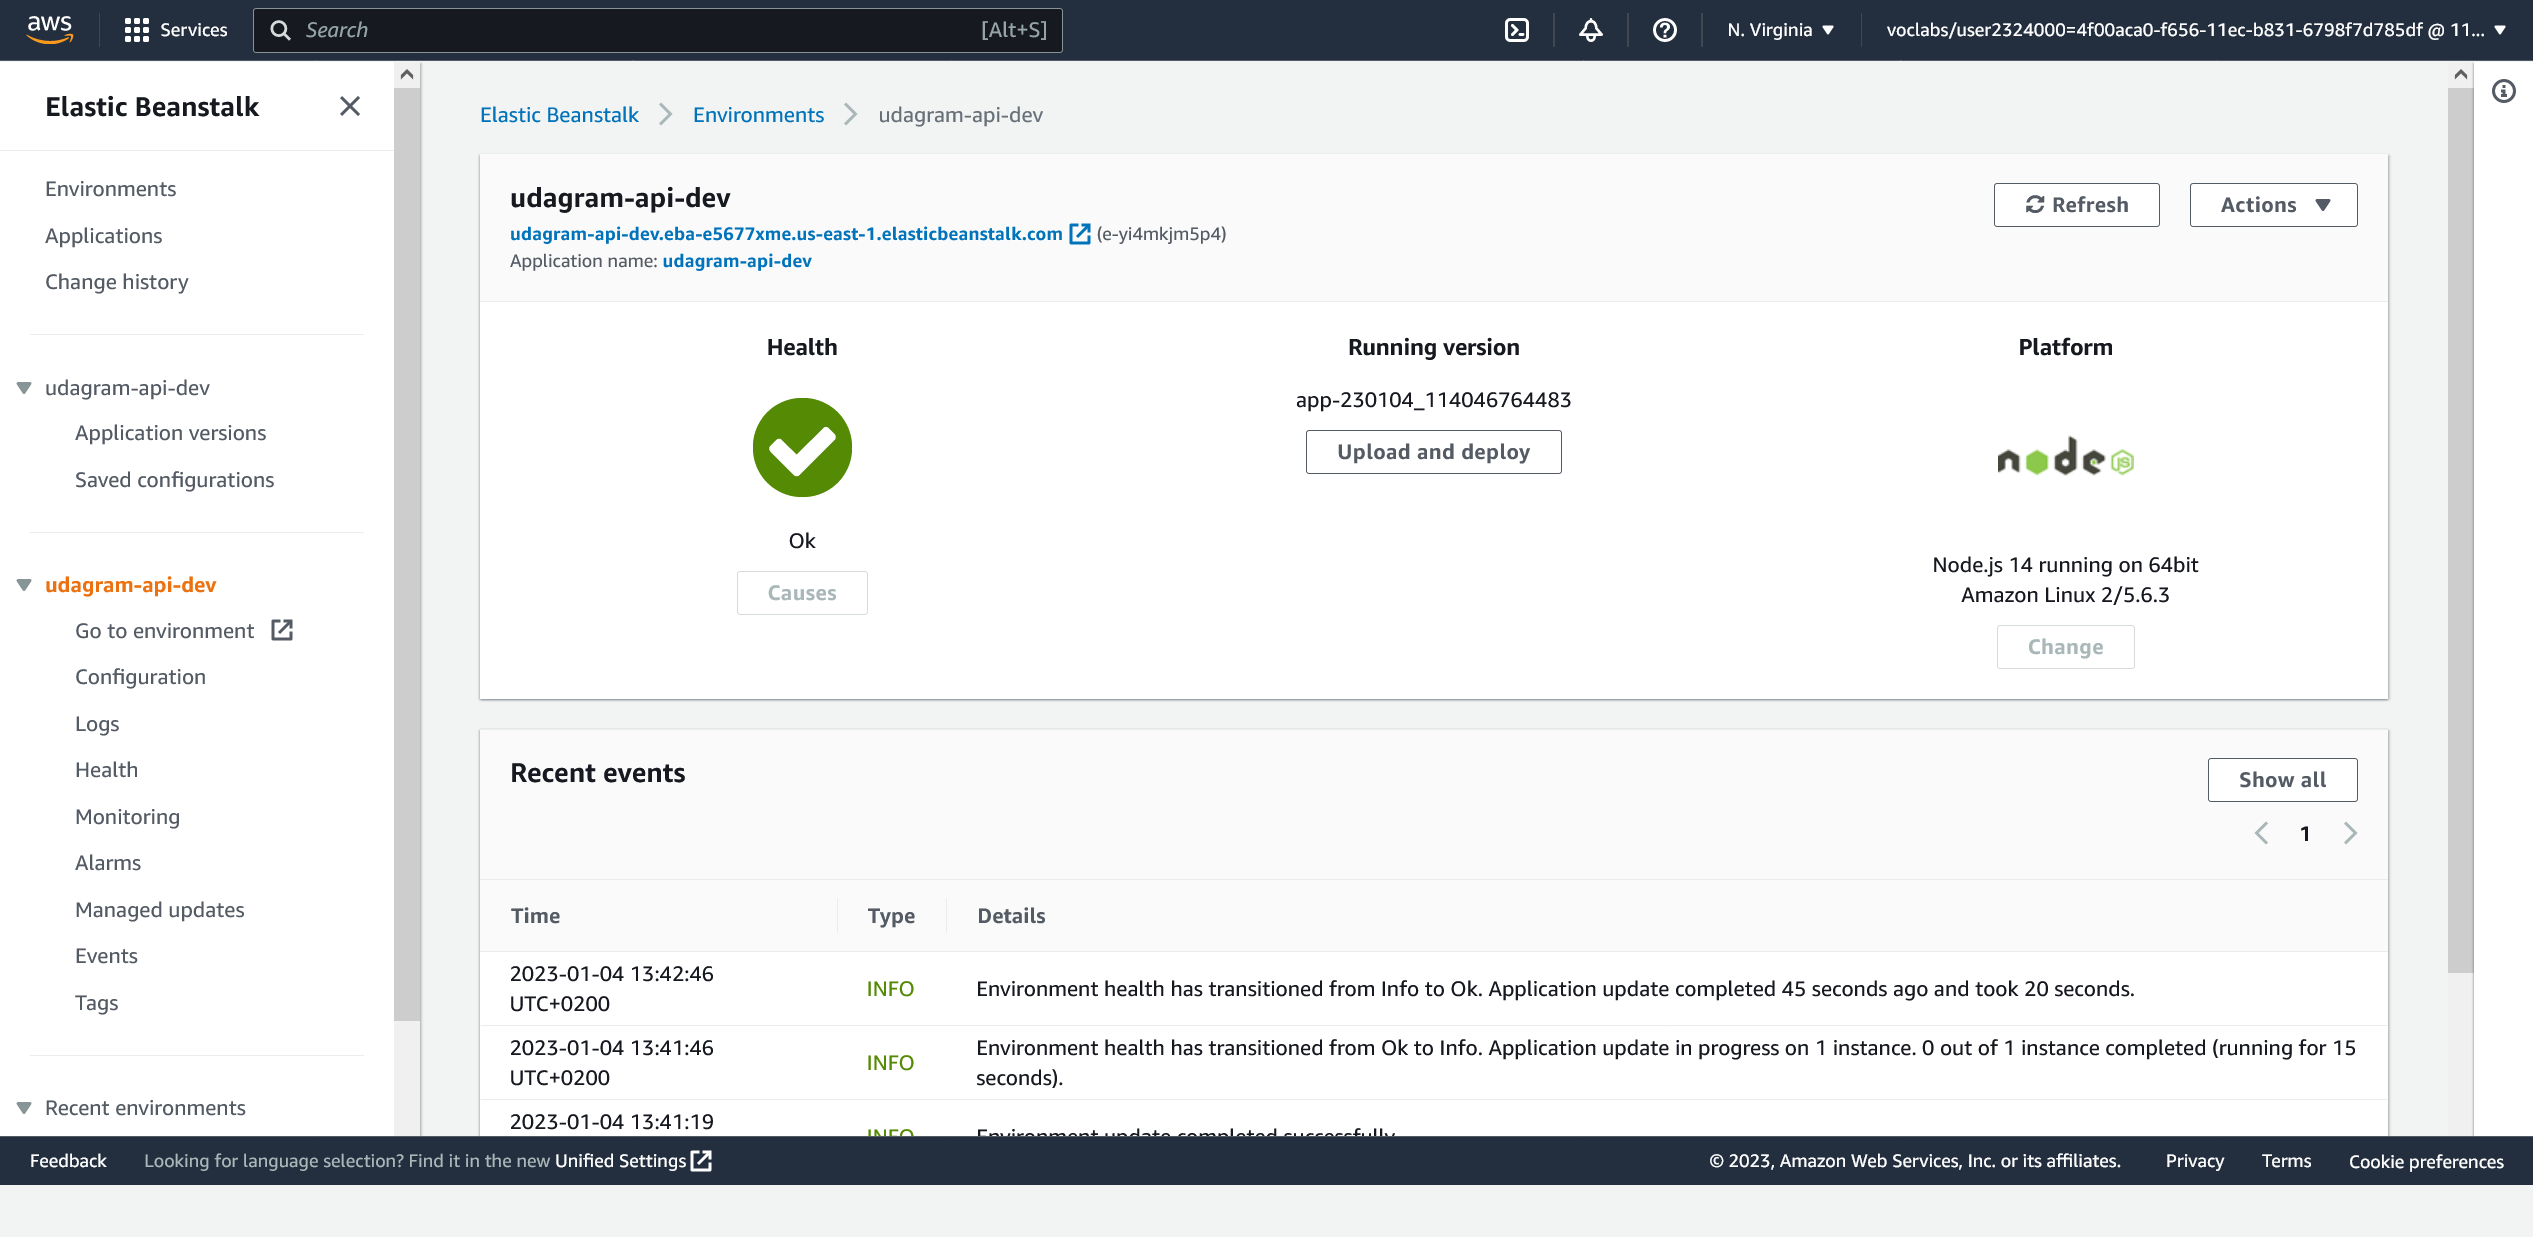 aws
Services
Search [Alt+S]
N. Virginia
voclabs/user2324000=4f00aca0-f656-11ec-b831-6798f7d785df @ 11...
Elastic Beanstalk
Environments
Applications
Change history
udagram-api-dev
Application versions
Saved configurations
udagram-api-dev
Go to environment
Configuration
Logs
Health
Monitoring
Alarms
Managed updates
Events
Tags
Recent environments
Elastic Beanstalk > Environments > udagram-api-dev
udagram-api-dev
udagram-api-dev.eba-e5677xme.us-east-1.elasticbeanstalk.com (e-yi4mkjm5p4)
Application name: udagram-api-dev
Refresh
Actions
Health
Ok
Causes
Running version
app-230104_114046764483
Upload and deploy
Platform
node JS
Node.js 14 running on 64bit
Amazon Linux 2/5.6.3
Change
Recent events
Show all
1
Time Type Details
2023-01-04 13:42:46
UTC+0200
INFO
Environment health has transitioned from Info to Ok. Application update completed 45 seconds ago and took 20 seconds.
2023-01-04 13:41:46
UTC+0200
INFO
Environment health has transitioned from Ok to Info. Application update in progress on 1 instance. 0 out of 1 instance completed (running for 15
seconds).
2023-01-04 13:41:19
INFO
Environment update completed successfully.
Feedback
Looking for language selection? Find it in the new Unified Settings
© 2023, Amazon Web Services, Inc. or its affiliates.
Privacy
Terms
Cookie preferences